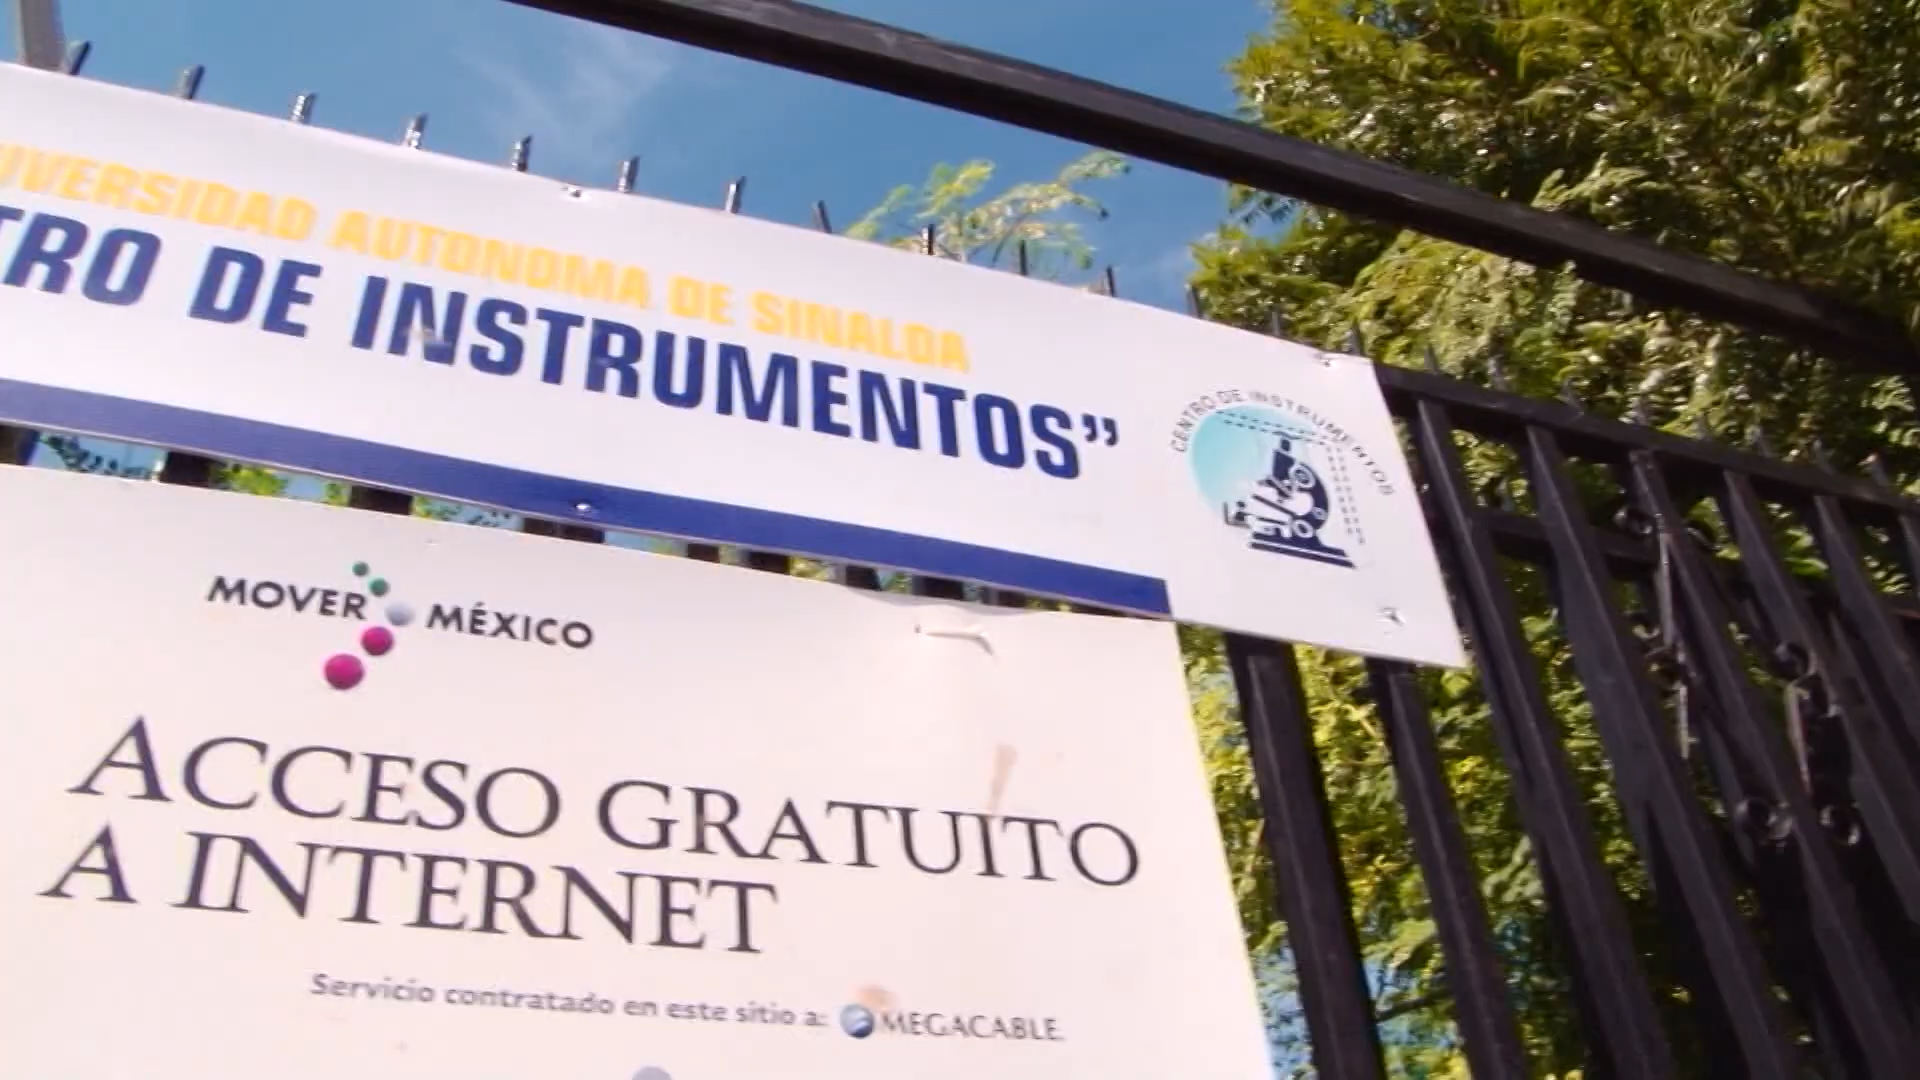 UNIVERSIDAD AUTONOMA DE SINALOA
TRO DE INSTRUMENTOS”
CENTRO DE INSTRUMENTOS
MOVER MÉXICO
ACCESO GRATUITO
A INTERNET
Servicio contratado en este sitio a: MEGACABLE